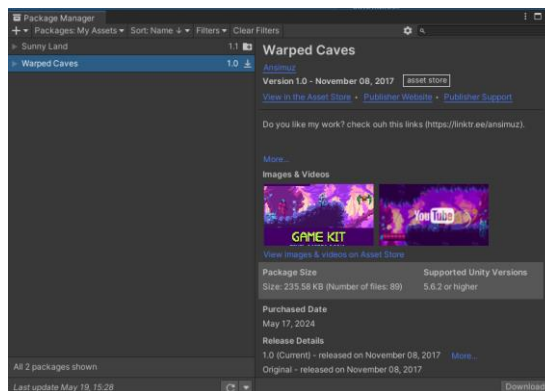 Package Manager
Packages: My Assets Sort: Name ↓ Filters Clear Filters
Sunny Land 1.1
Warped Caves 1.0
Warped Caves
Ansimuz
Version 1.0 - November 08, 2017 asset store
View in the Asset Store • Publisher Website • Publisher Support
Do you like my work? check ouh this links (https://linktr.ee/ansimuz).
More...
Images & Videos
GAME KIT
YouTube
View images & videos on Asset Store
Package Size Supported Unity Versions
Size: 235.58 KB (Number of files: 89) 5.6.2 or higher
Purchased Date
May 17, 2024
Release Details
1.0 (Current) - released on November 08, 2017 More...
Original - released on November 08, 2017
All 2 packages shown
Last update May 19, 15:28
Download